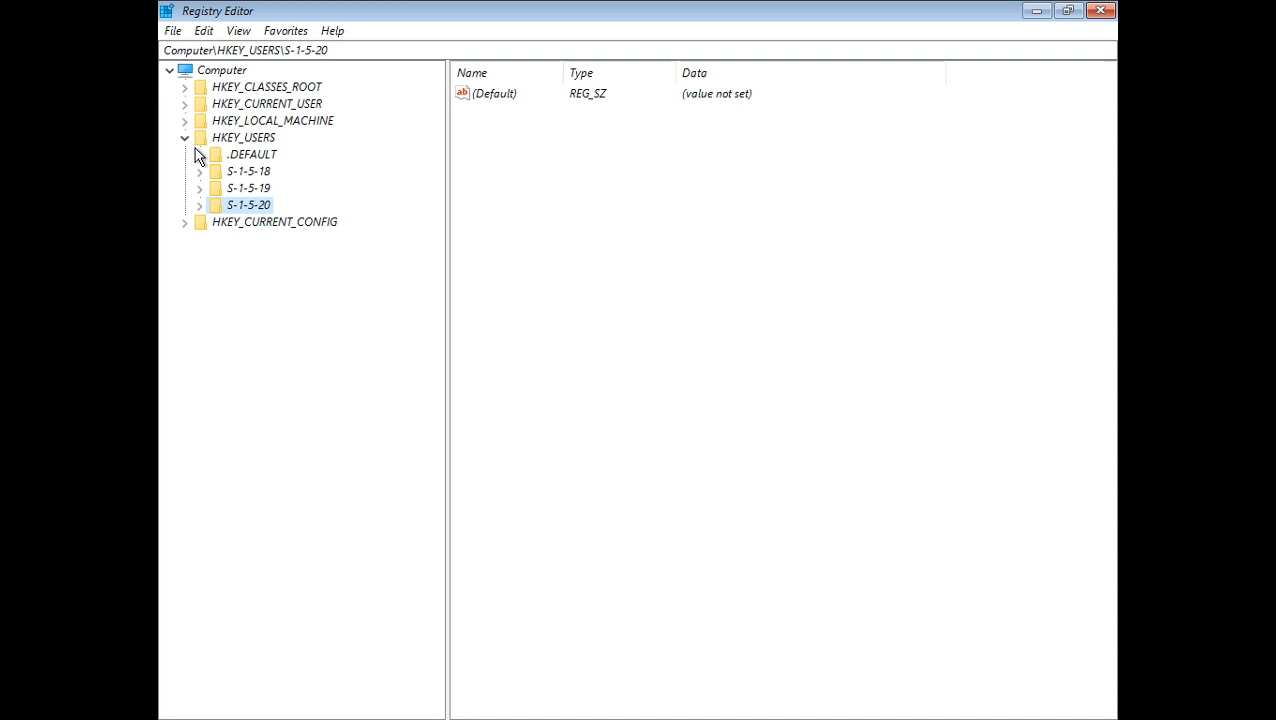 Registry Editor
File Edit View Favorites Help
Computer\HKEY_USERS\S-1-5-20
Computer
HKEY_CLASSES_ROOT
HKEY_CURRENT_USER
HKEY_LOCAL_MACHINE
HKEY_USERS
.DEFAULT
S-1-5-18
S-1-5-19
S-1-5-20
HKEY_CURRENT_CONFIG
Name Type Data
ab (Default) REG_SZ (value not set)